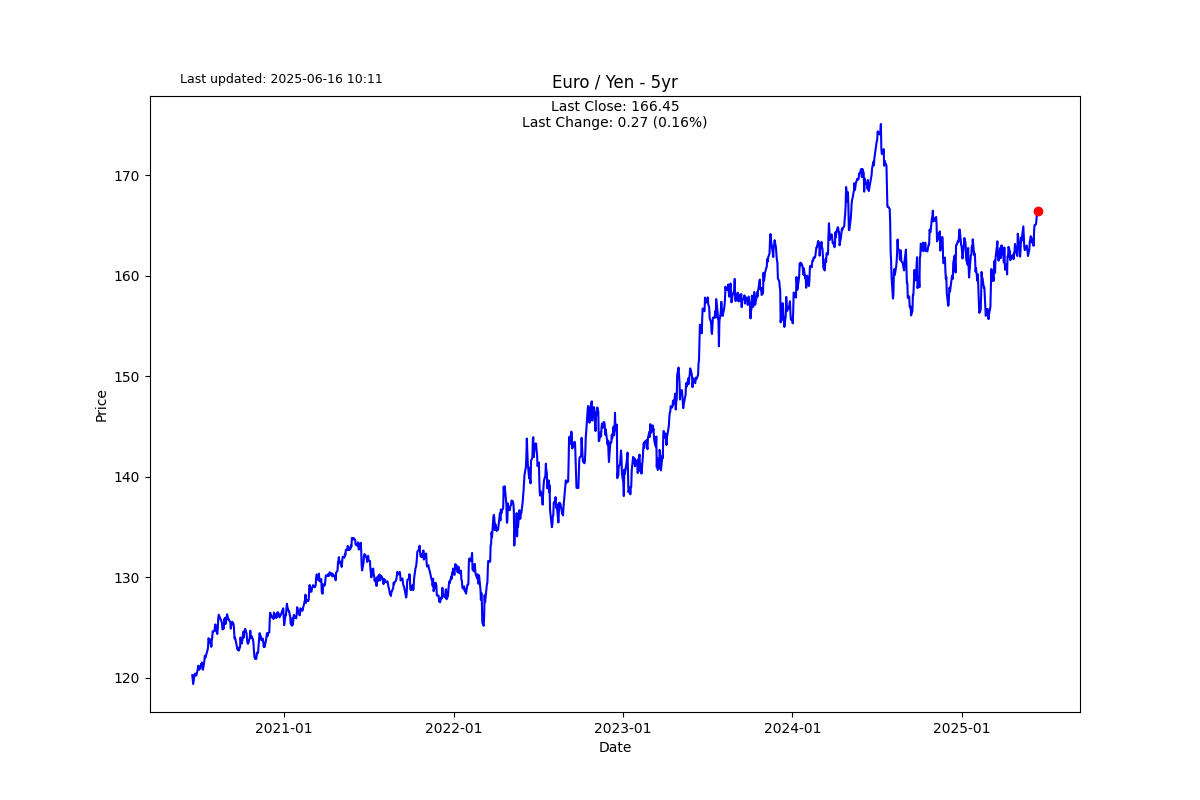 Last updated: 2025-06-16 10:11
Euro / Yen - 5yr
Last Close: 166.45
Last Change: 0.27 (0.16%)
170
160
150
140
130
120
Price
2021-01
2022-01
2023-01
2024-01
2025-01
Date